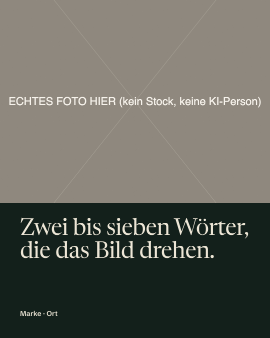 ECHTES FOTO HIER (kein Stock, keine KI-Person)
Zwei bis sieben Wörter,
die das Bild drehen.
Marke · Ort